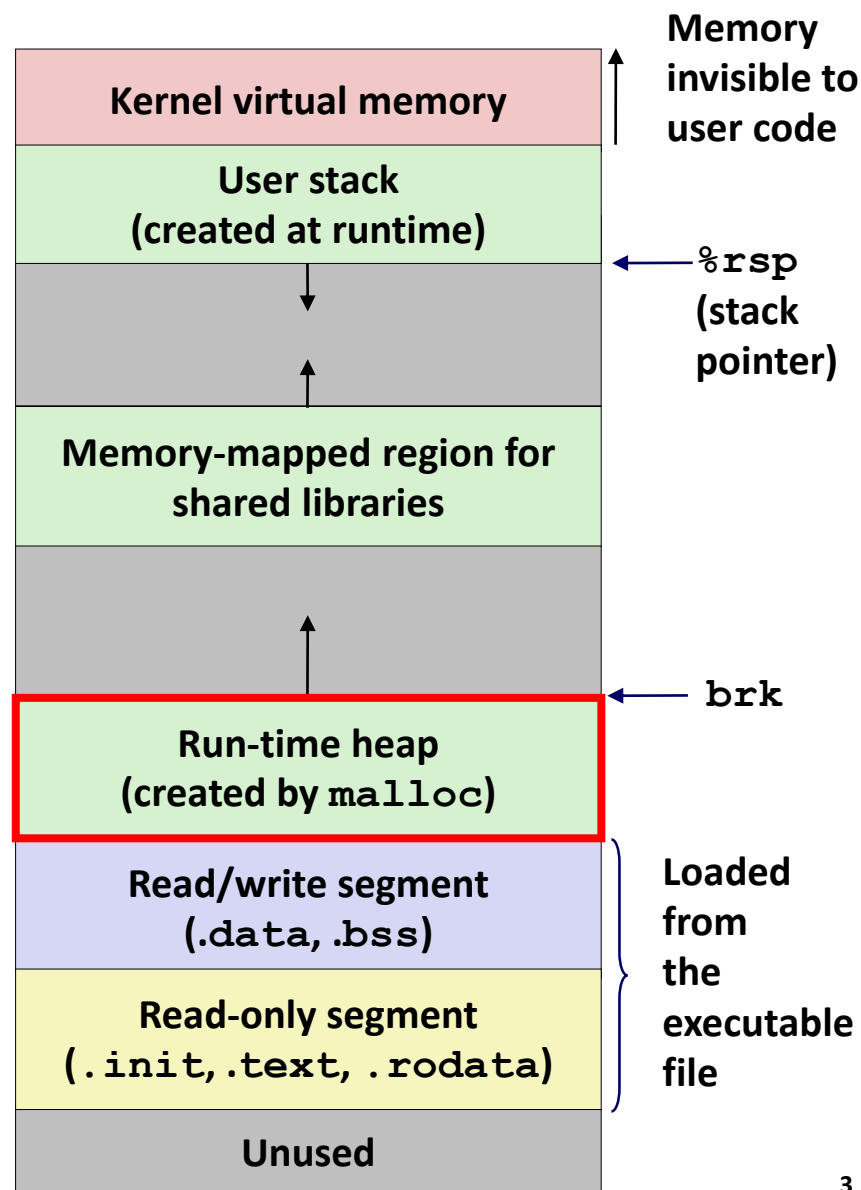 Memory
invisible to
user code
Kernel virtual memory
User stack
(created at runtime)
%rsp
(stack
pointer)
Memory-mapped region for
shared libraries
brk
Run-time heap
(created by malloc)
Read/write segment
(.data, .bss)
Read-only segment
(.init, .text, .rodata)
Loaded
from
the
executable
file
Unused
3